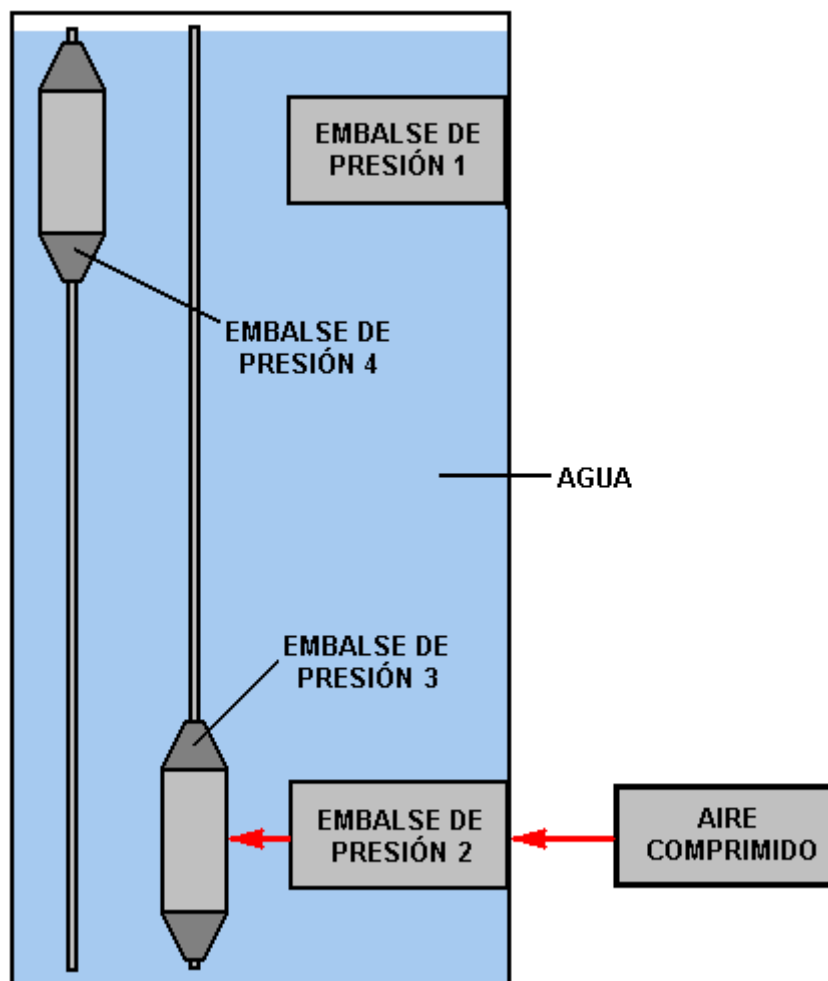 EMBALSE DE
PRESIÓN 1
EMBALSE DE
PRESIÓN 4
AGUA
EMBALSE DE
PRESIÓN 3
EMBALSE DE
PRESIÓN 2
AIRE
COMPRIMIDO